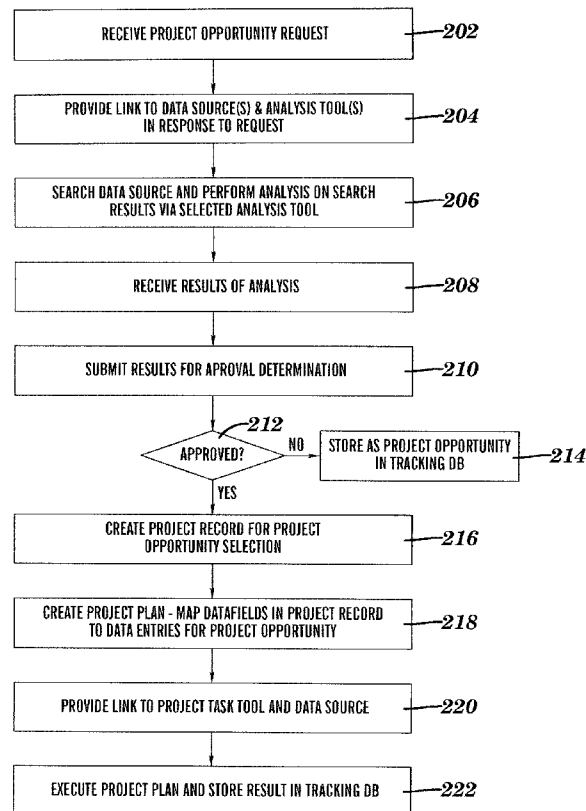 RECEIVE PROJECT OPPORTUNITY REQUEST
202
PROVIDE LINK TO DATA SOURCE(S) & ANALYSIS TOOL(S)
IN RESPONSE TO REQUEST
204
SEARCH DATA SOURCE AND PERFORM ANALYSIS ON SEARCH
RESULTS VIA SELECTED ANALYSIS TOOL
206
RECEIVE RESULTS OF ANALYSIS
208
SUBMIT RESULTS FOR APROVAL DETERMINATION
210
212
APPROVED?
NO
STORE AS PROJECT OPPORTUNITY
IN TRACKING DB
214
YES
CREATE PROJECT RECORD FOR PROJECT
OPPORTUNITY SELECTION
216
CREATE PROJECT PLAN - MAP DATAFIELDS IN PROJECT RECORD
TO DATA ENTRIES FOR PROJECT OPPORTUNITY
218
PROVIDE LINK TO PROJECT TASK TOOL AND DATA SOURCE
220
EXECUTE PROJECT PLAN AND STORE RESULT IN TRACKING DB
222